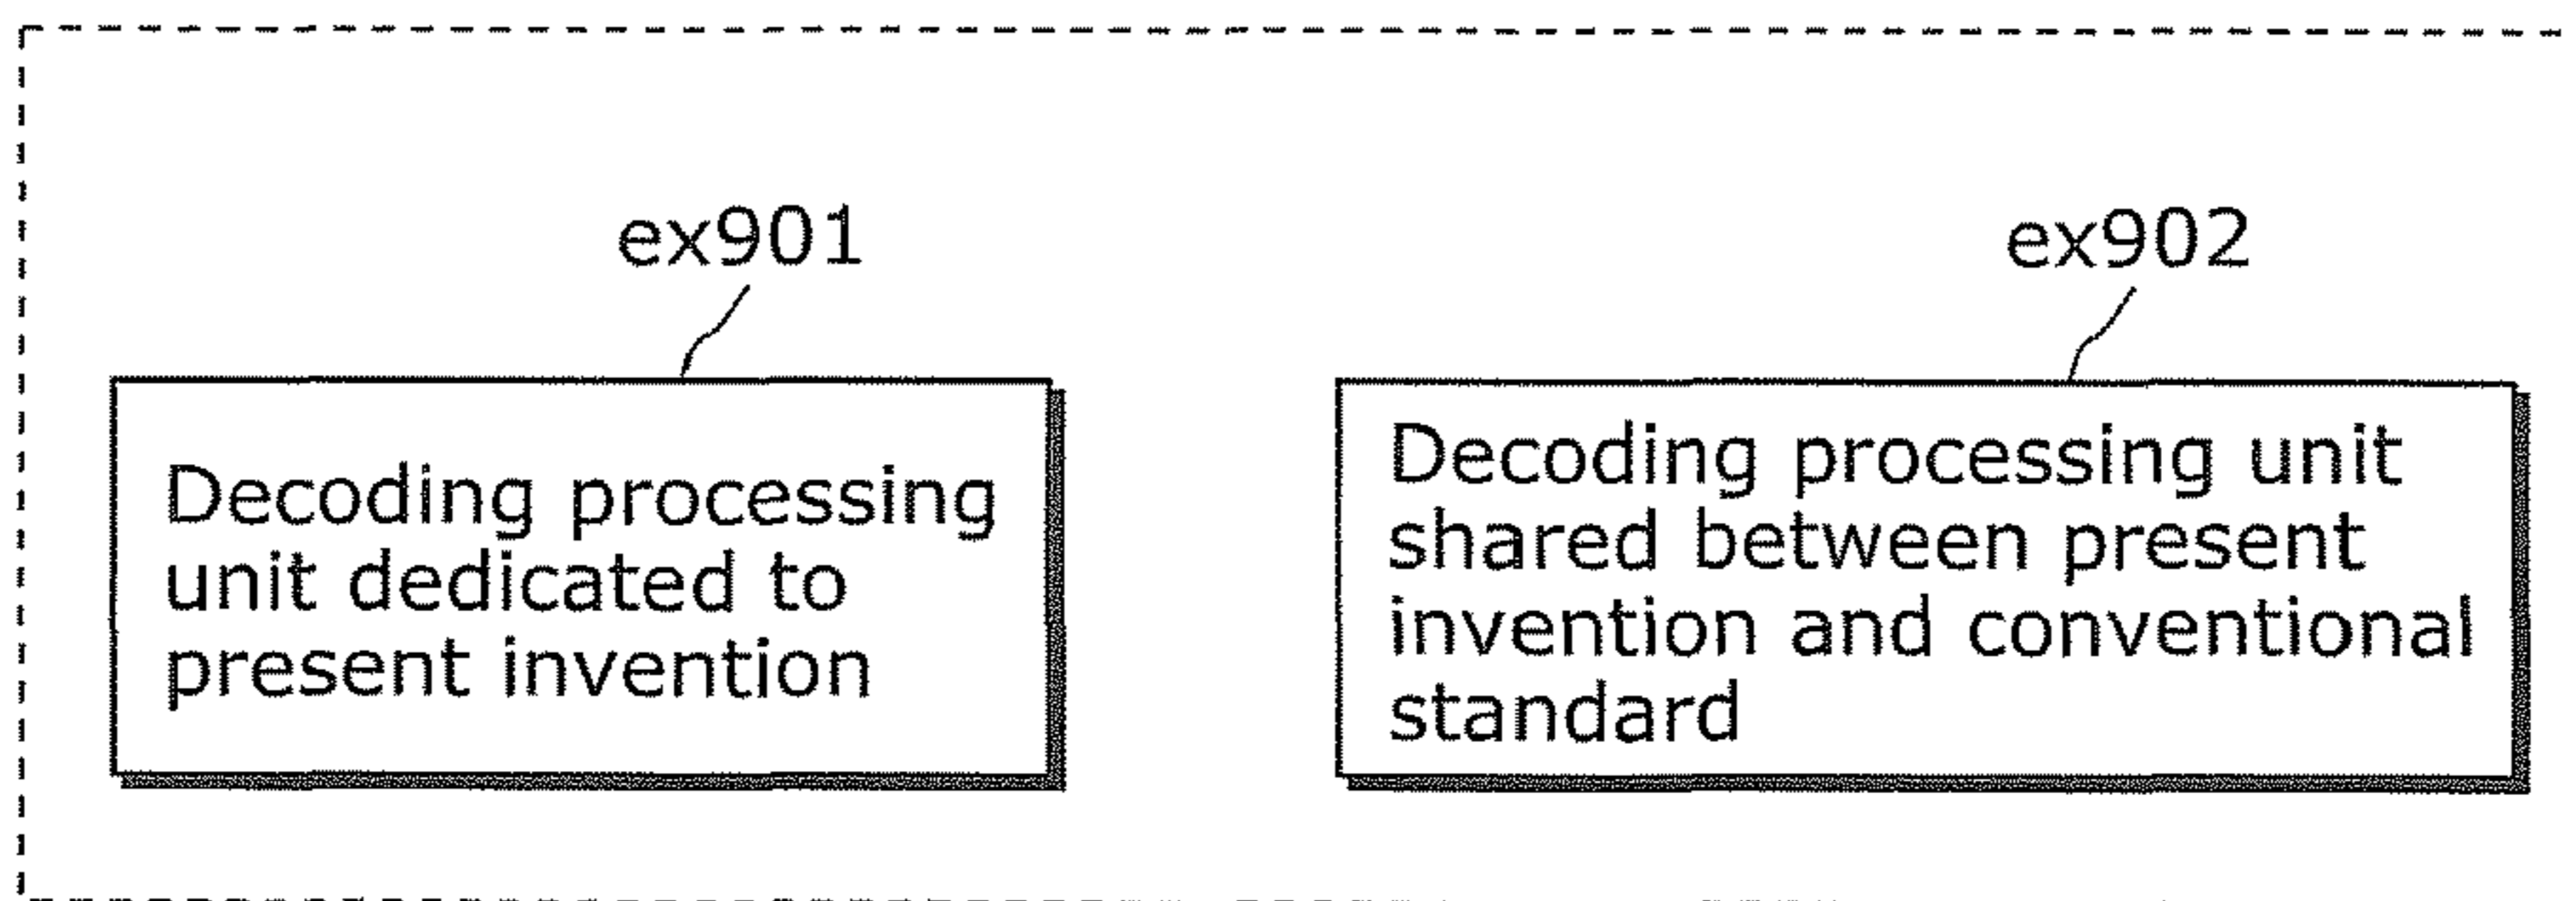 ex901
ex902
Decoding processing
unit dedicated to
present invention
Decoding processing unit
shared between present
invention and conventional
standard